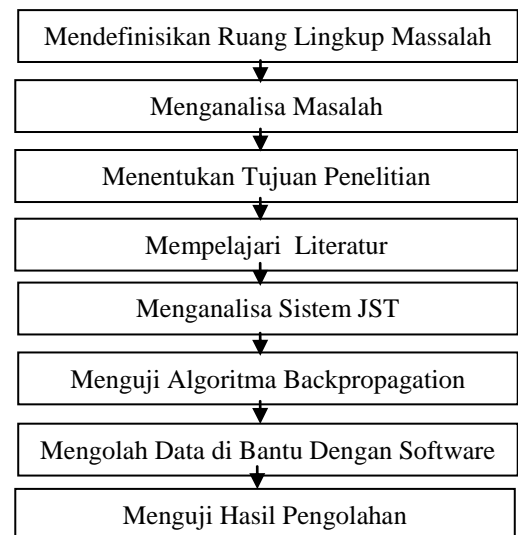 Mendefinisikan Ruang Lingkup Massalah
Menganalisa Masalah
Menentukan Tujuan Penelitian
Mempelajari Literatur
Menganalisa Sistem JST
Menguji Algoritma Backpropagation
Mengolah Data di Bantu Dengan Software
Menguji Hasil Pengolahan